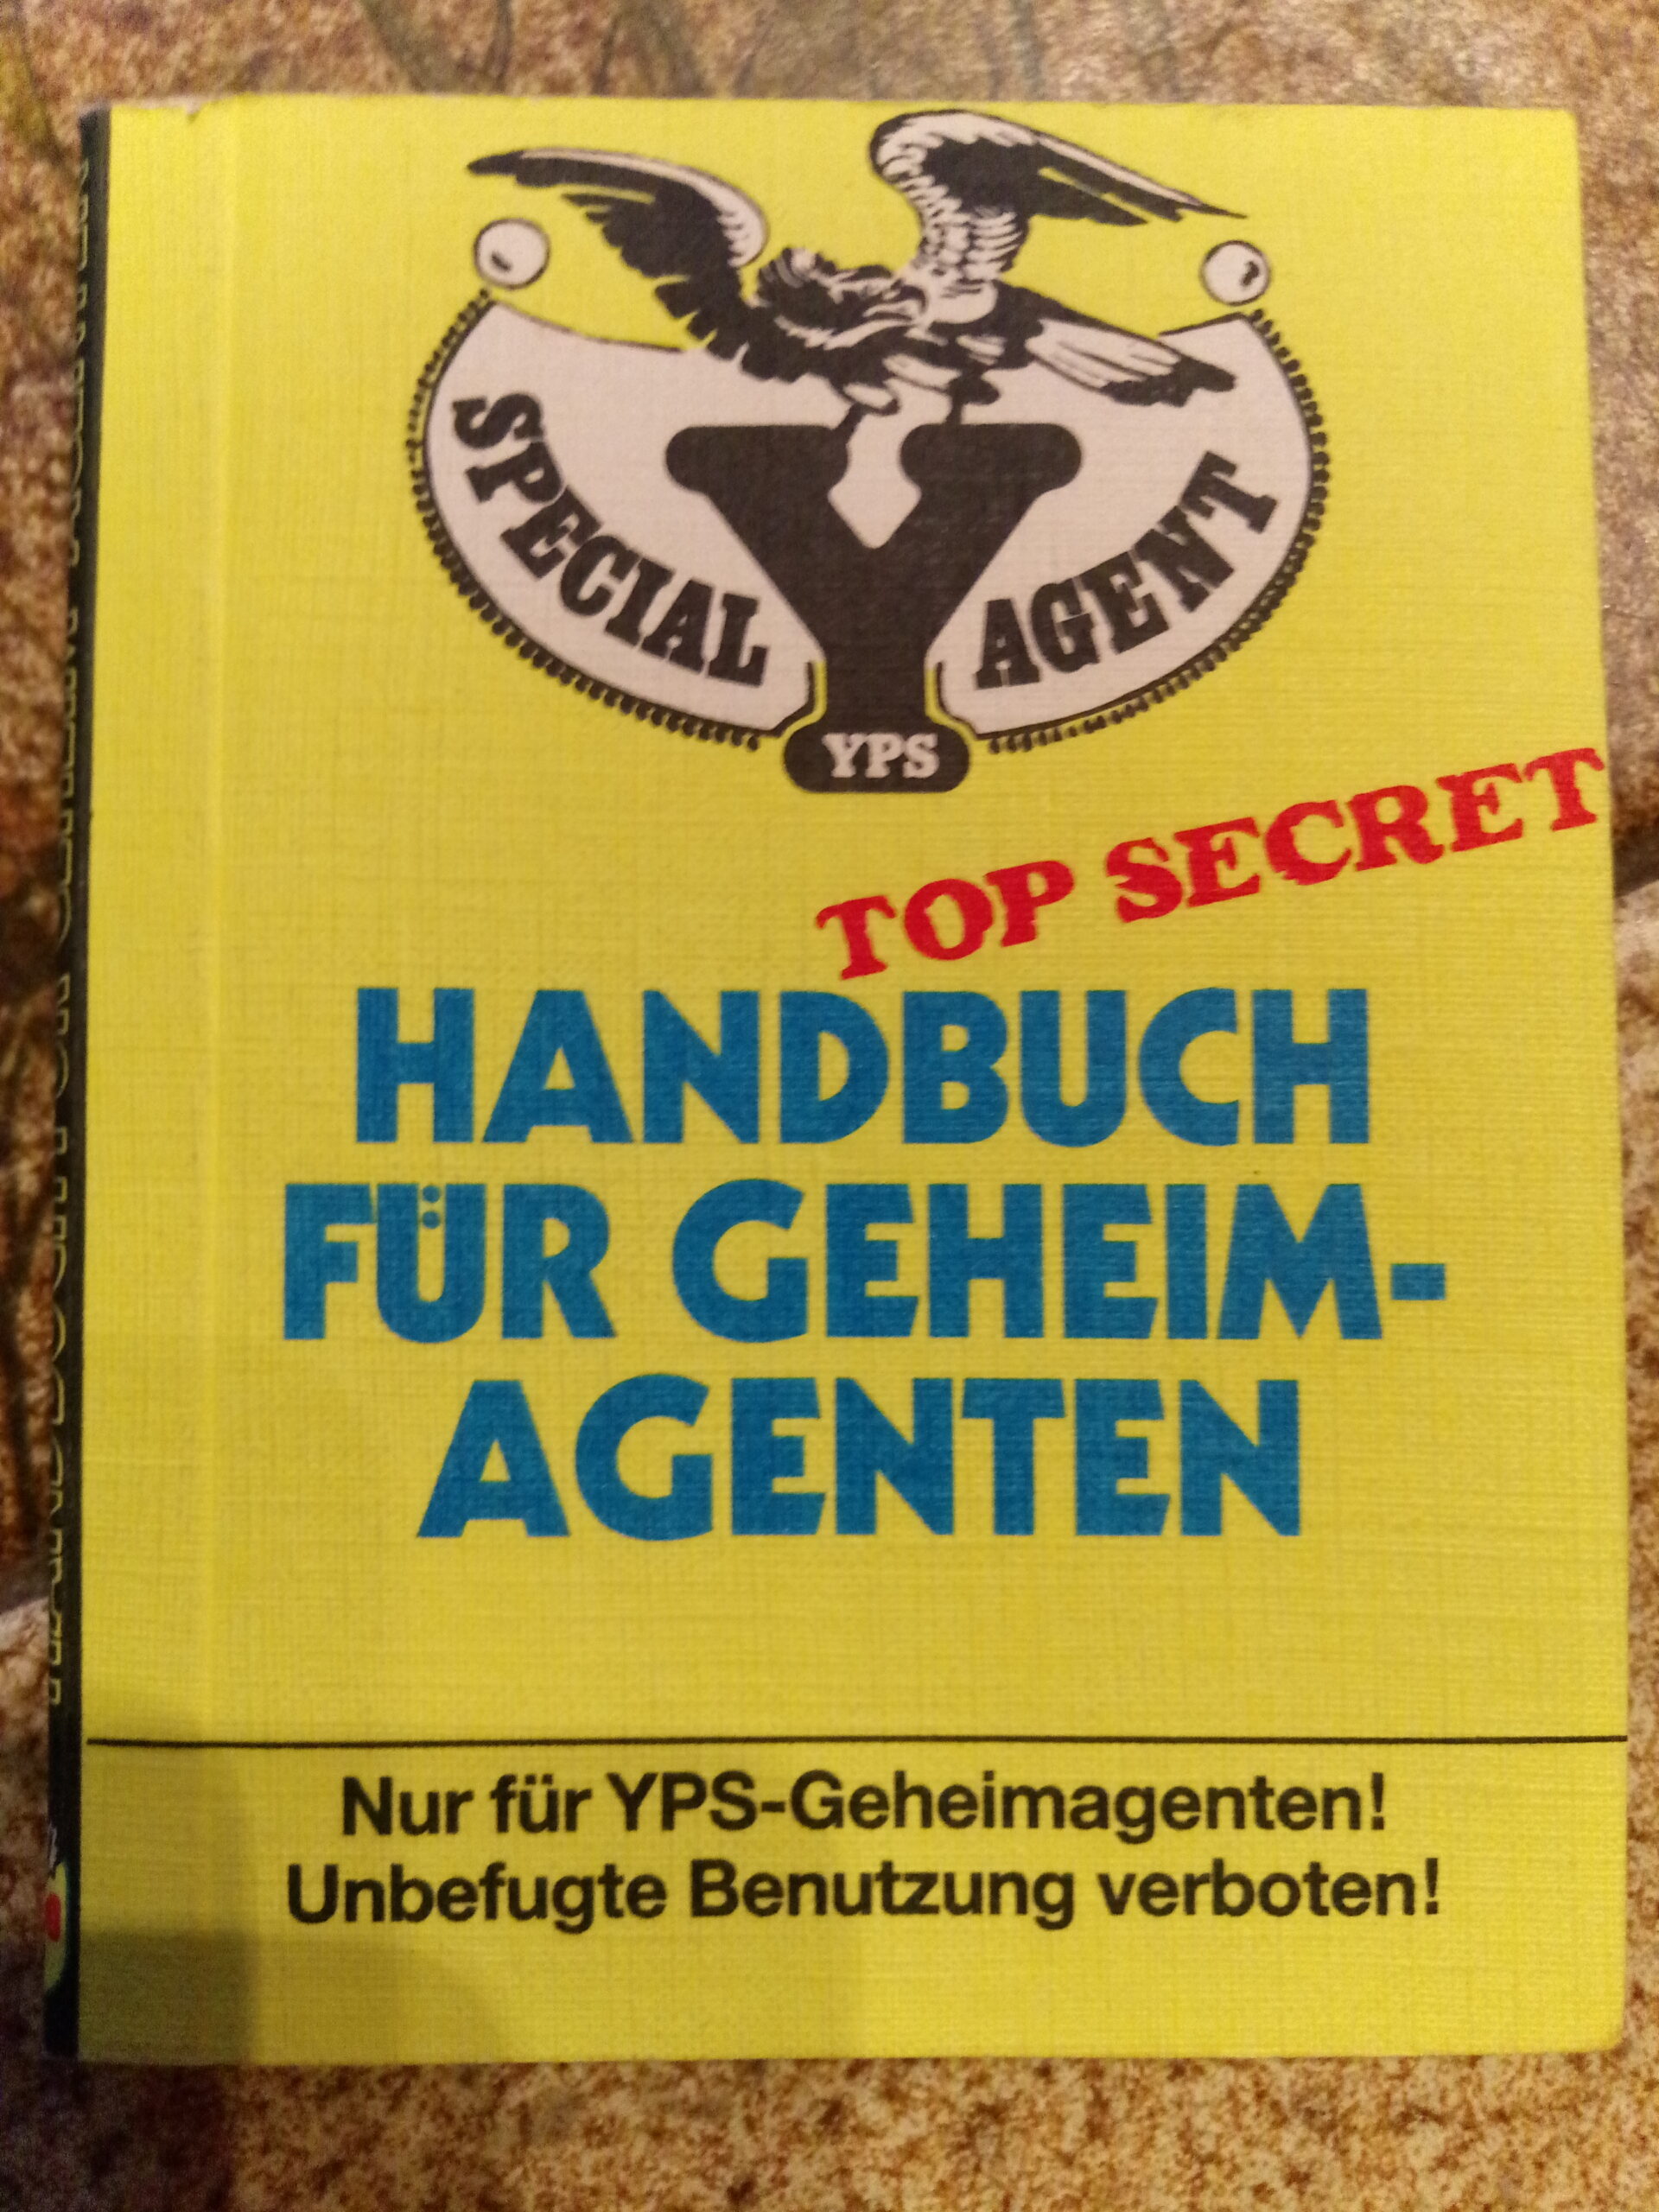 SPECIAL AGENT
YPS
TOP SECRET
HANDBUCH
FÜR GEHEIM-
AGENTEN
Nur für YPS-Geheimagenten!
Unbefugte Benutzung verboten!